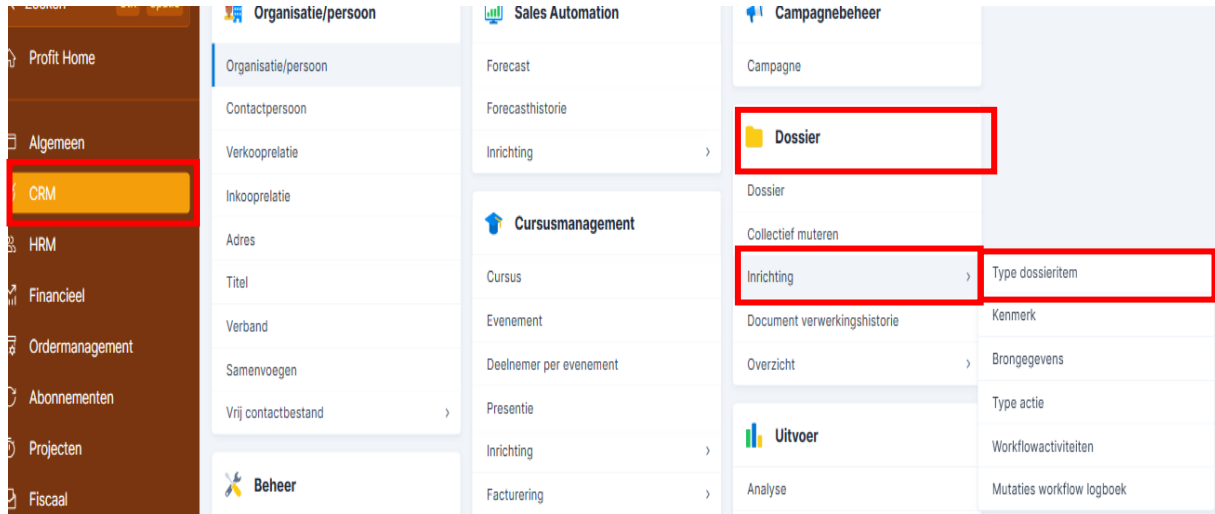 Zoeken
Profit Home
Algemeen
CRM
HRM
Financieel
Ordermanagement
Abonnementen
Projecten
Fiscaal
Organisatie/persoon
Organisatie/persoon
Contactpersoon
Verkooprelatie
Inkooprelatie
Adres
Titel
Verband
Samenvoegen
Vrij contactbestand
Beheer
Sales Automation
Forecast
Forecasthistorie
Inrichting
Cursusmanagement
Cursus
Evenement
Deelnemer per evenement
Presentie
Inrichting
Facturering
Campagnebeheer
Campagne
Dossier
Dossier
Collectief muteren
Inrichting
Document verwerkingshistorie
Overzicht
Uitvoer
Analyse
Type dossieritem
Kenmerk
Brongegevens
Type actie
Workflowactiviteiten
Mutaties workflow logboek